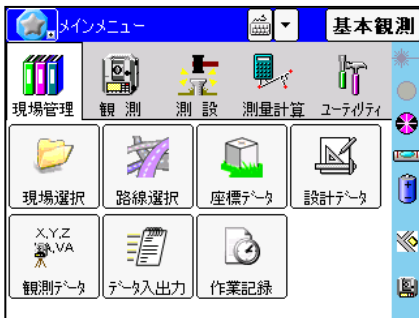 メインメニュー 基本観測
現場管理 観 測 測 設 測量計算 ユーティリティ
現場選択 路線選択 座標データ 設計データ
X,Y,Z
,VA
観測データ データ入出力 作業記録